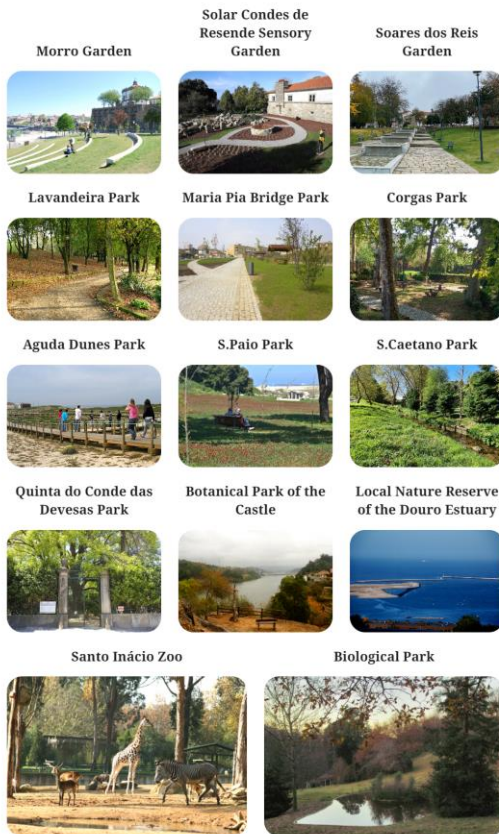 Morro Garden
Solar Condes de
Resende Sensory
Garden
Soares dos Reis
Garden
Lavandeira Park
Maria Pia Bridge Park
Corgas Park
Aguda Dunes Park
S.Paio Park
S.Caetano Park
Quinta do Conde das
Devesas Park
Botanical Park of the
Castle
Local Nature Reserve
of the Douro Estuary
Santo Inácio Zoo
Biological Park